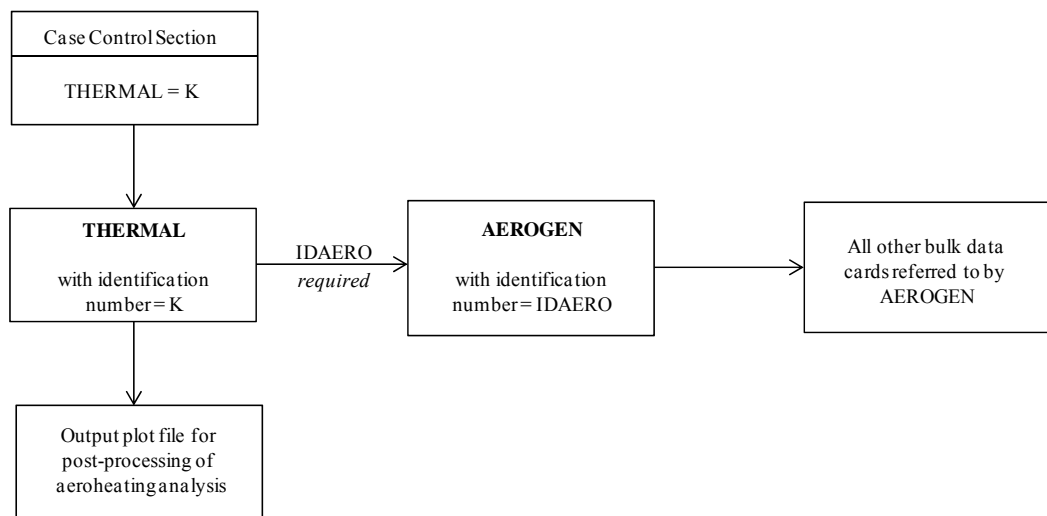 Case Control Section
THERMAL = K
THERMAL
with identification
number = K
IDAERO
required
AEROGEN
with identification
number = IDAERO
All other bulk data
cards referred to by
AEROGEN
Output plot file for
post-processing of
aeroheating analysis